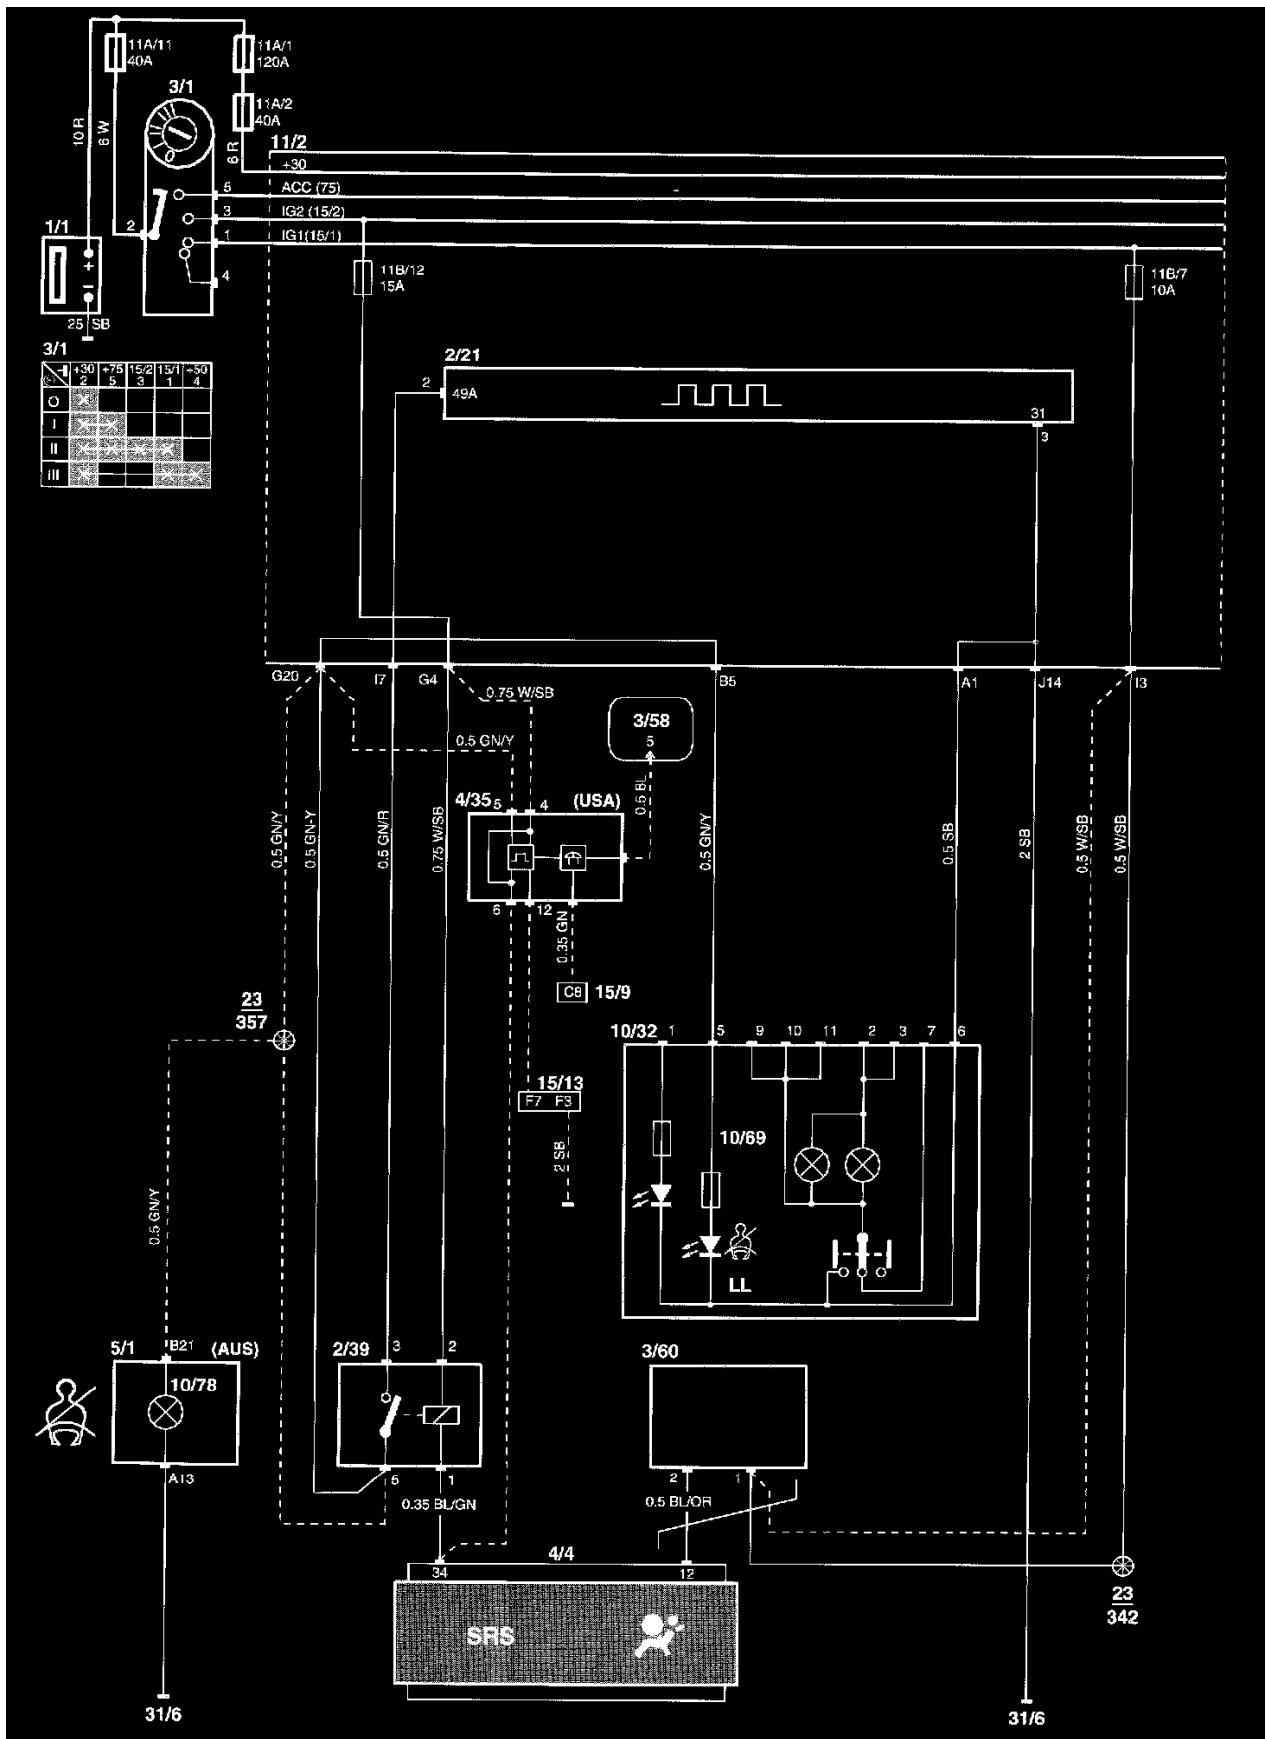 11A/11
40A
11A/1
120A
3/1
11A/2
40A
10 R
6 W
6 R
11/2
+30
ACC (75)
IG2 (15/2)
IG1(15/1)
5
3
1
4
2
1/1
+
−
25 SB
11B/12
15A
11B/7
10A
3/1
+30 +75 15/2 15/1 +50
2 5 3 1 4
O
I
II
III
2/21
2
49A
31
3
G20
I7
G4
B5
A1
J14
I3
0.75 W/SB
0.5 GN/Y
3/58
5
0.5 BL
4/35
5
4
(USA)
0.5 GN/Y
0.5 GN-Y
0.5 GN/R
0.75 W/SB
0.5 GN/Y
0.5 SB
2 SB
0.5 W/SB
0.5 W/SB
6
12
0.35 GN
C8
15/9
23
357
15/13
F7 F3
2 SB
10/32
1
5
9
10
11
2
3
7
6
10/69
LL
0.5 GN/Y
5/1
B21
(AUS)
10/78
A13
2/39
3
2
5
1
0.35 BL/GN
3/60
2
1
0.5 BL/OR
4/4
34
12
SRS
23
342
31/6
31/6